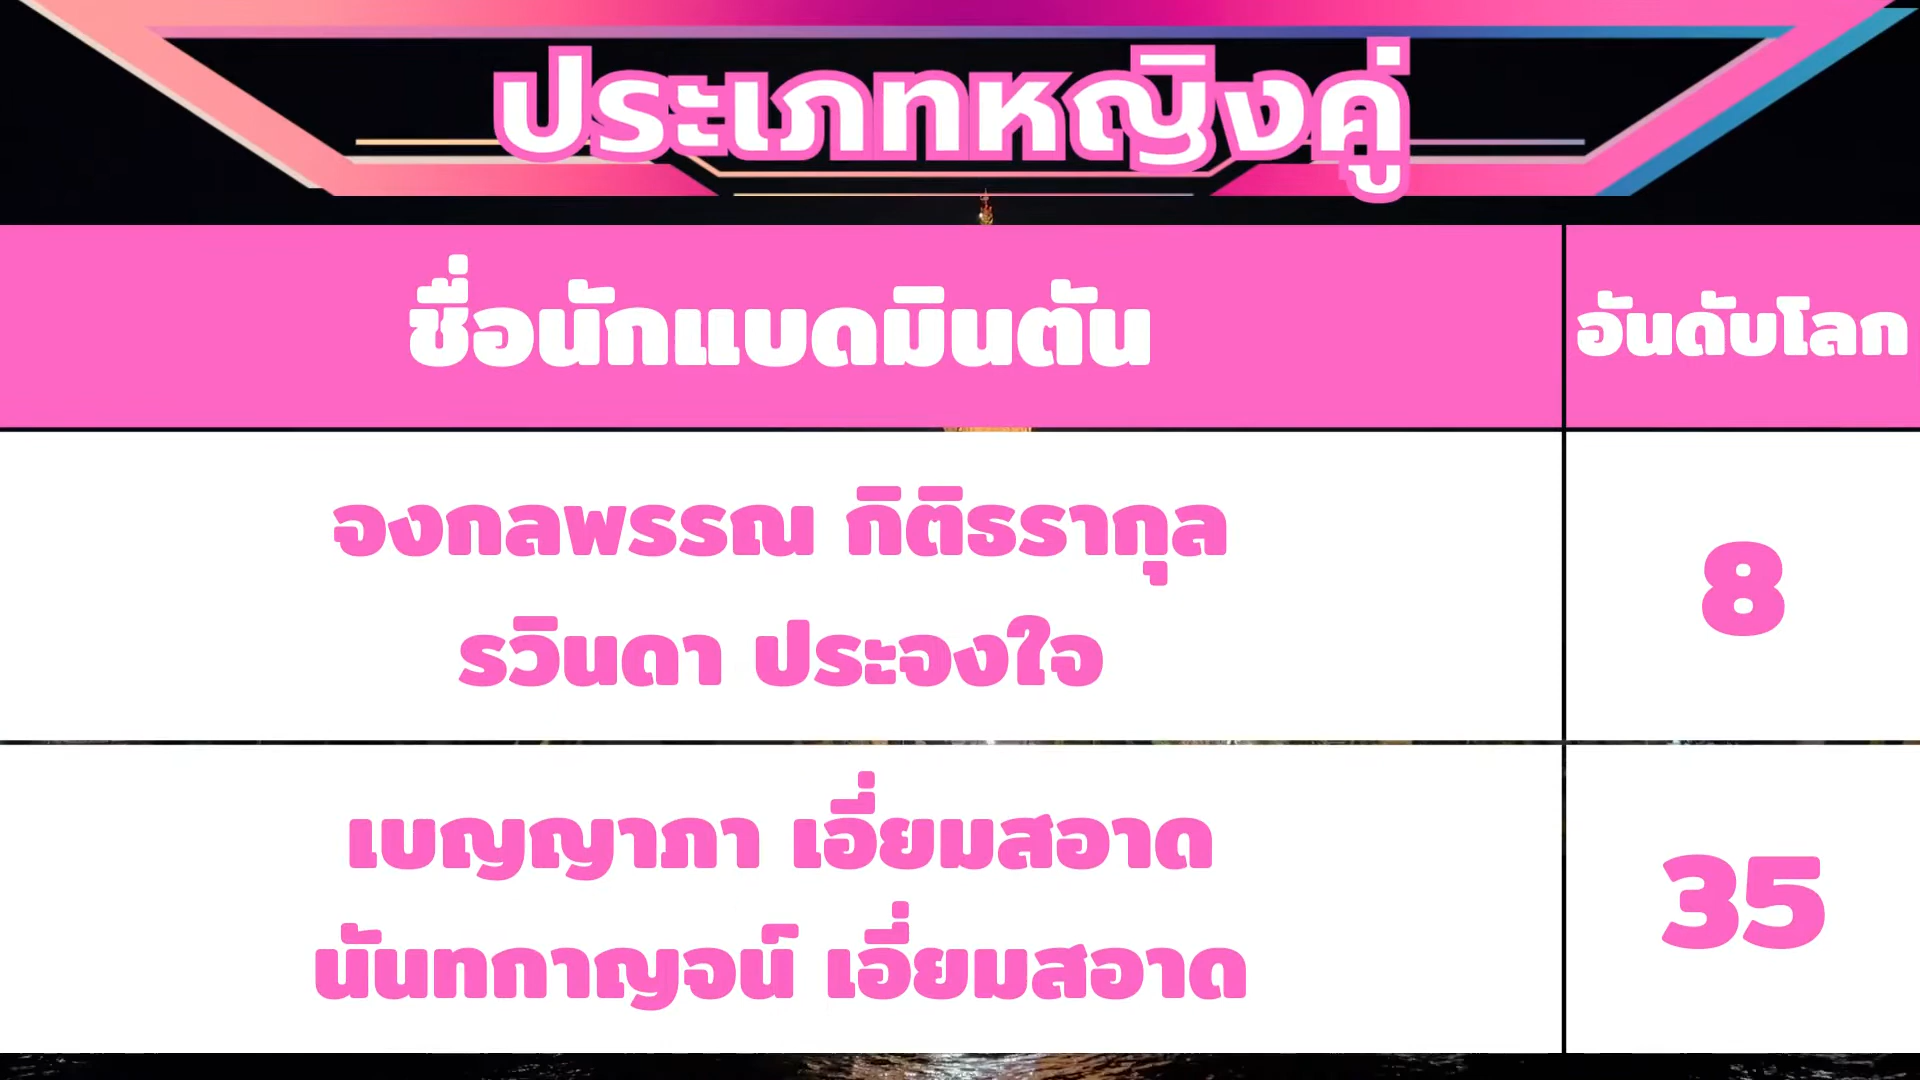 ประเภทหญิงคู่
ชื่อนักแบดมินตัน
อันดับโลก
จงกลพรรณ กิติธรากุล
รวินดา ประจงใจ
8
เบญญาภา เอี่ยมสอาด
นันทกาญจน์ เอี่ยมสอาด
35